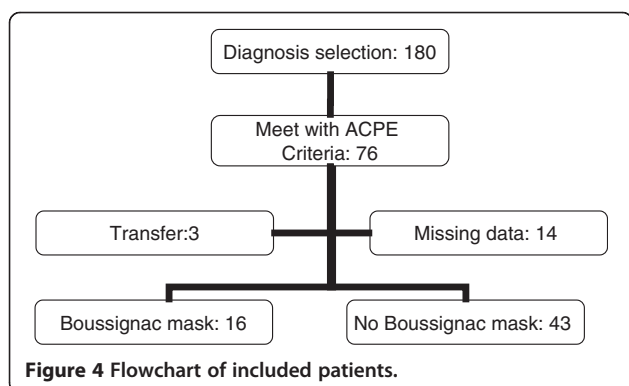 Diagnosis selection: 180
Meet with ACPE
Criteria: 76
Transfer:3
Missing data: 14
Boussignac mask: 16
No Boussignac mask: 43
Figure 4 Flowchart of included patients.